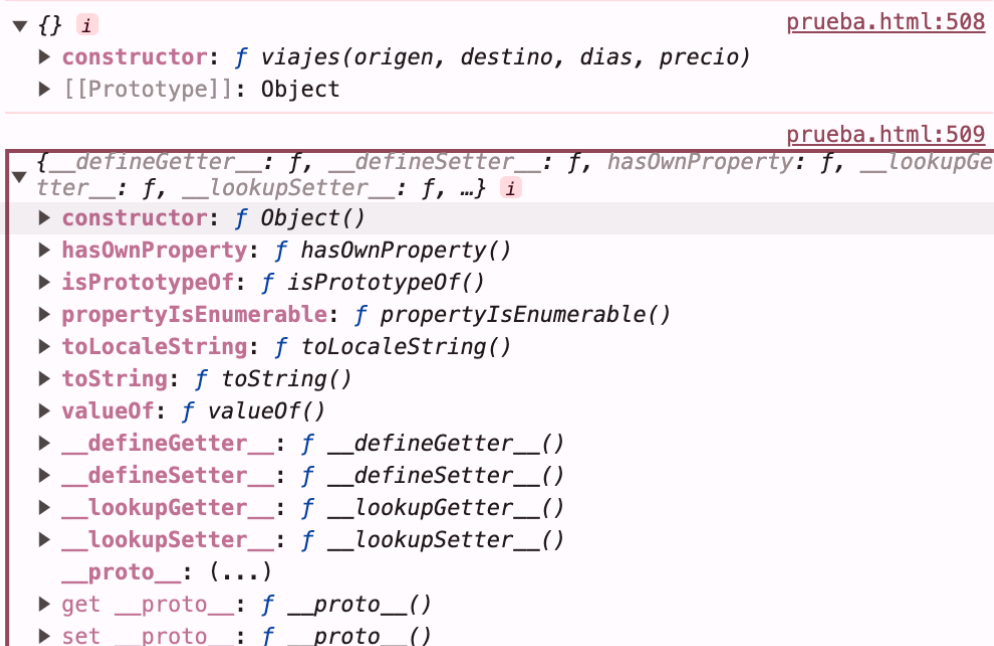 {} i prueba.html:508
constructor: ƒ viajes(origen, destino, dias, precio)
[[Prototype]]: Object
prueba.html:509
{__defineGetter__: ƒ, __defineSetter__: ƒ, hasOwnProperty: ƒ, __lookupGe
tter__: ƒ, __lookupSetter__: ƒ, …} i
constructor: ƒ Object()
hasOwnProperty: ƒ hasOwnProperty()
isPrototypeOf: ƒ isPrototypeOf()
propertyIsEnumerable: ƒ propertyIsEnumerable()
toLocaleString: ƒ toLocaleString()
toString: ƒ toString()
valueOf: ƒ valueOf()
__defineGetter__: ƒ __defineGetter__()
__defineSetter__: ƒ __defineSetter__()
__lookupGetter__: ƒ __lookupGetter__()
__lookupSetter__: ƒ __lookupSetter__()
__proto__: (...)
get __proto__: ƒ __proto__()
set __proto__: ƒ __proto__()